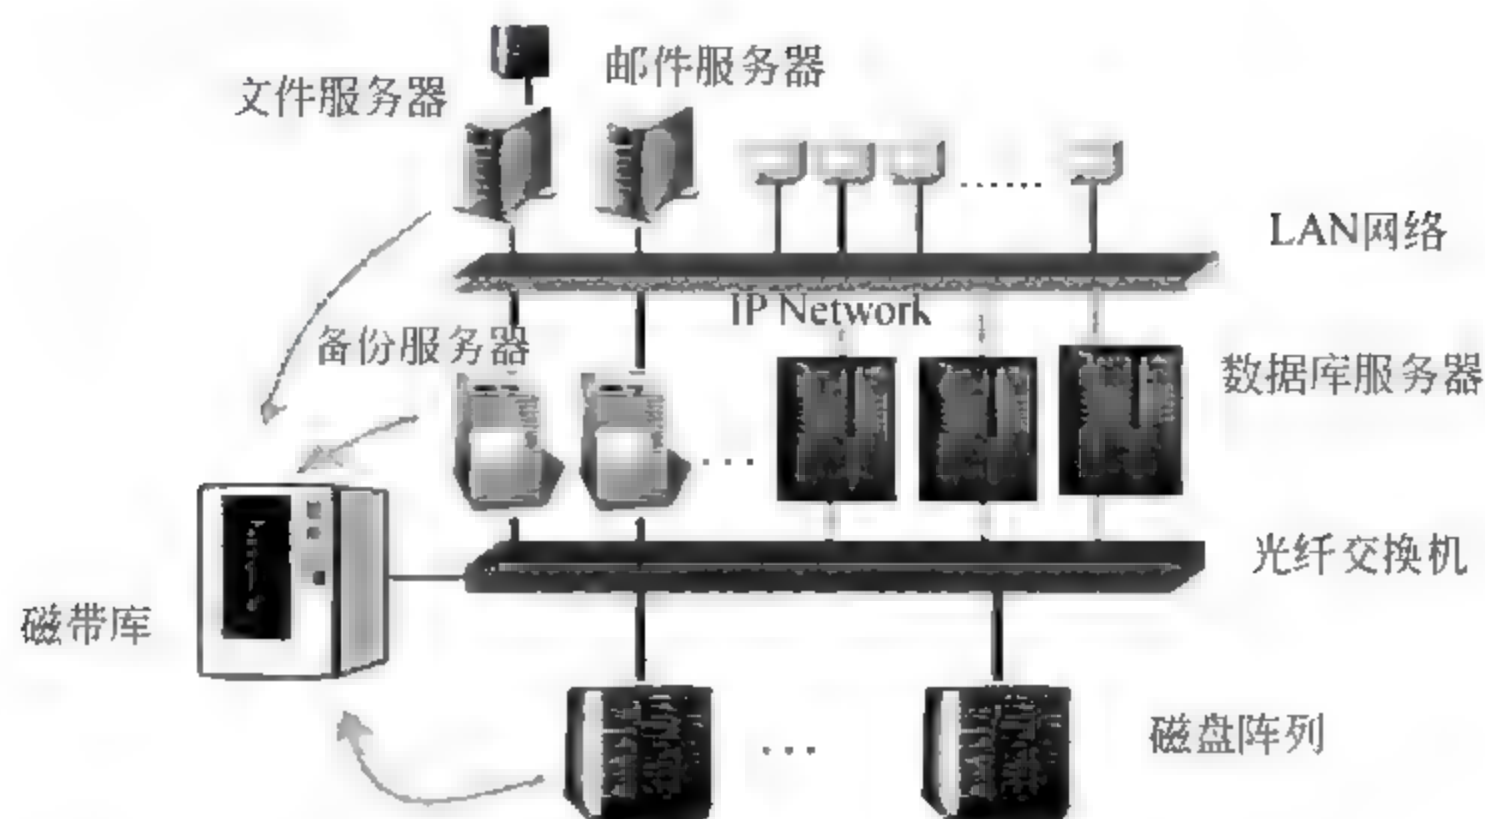 邮件服务器
文件服务器
LAN网络
IP Network
备份服务器
数据库服务器
光纤交换机
磁带库
磁盘阵列